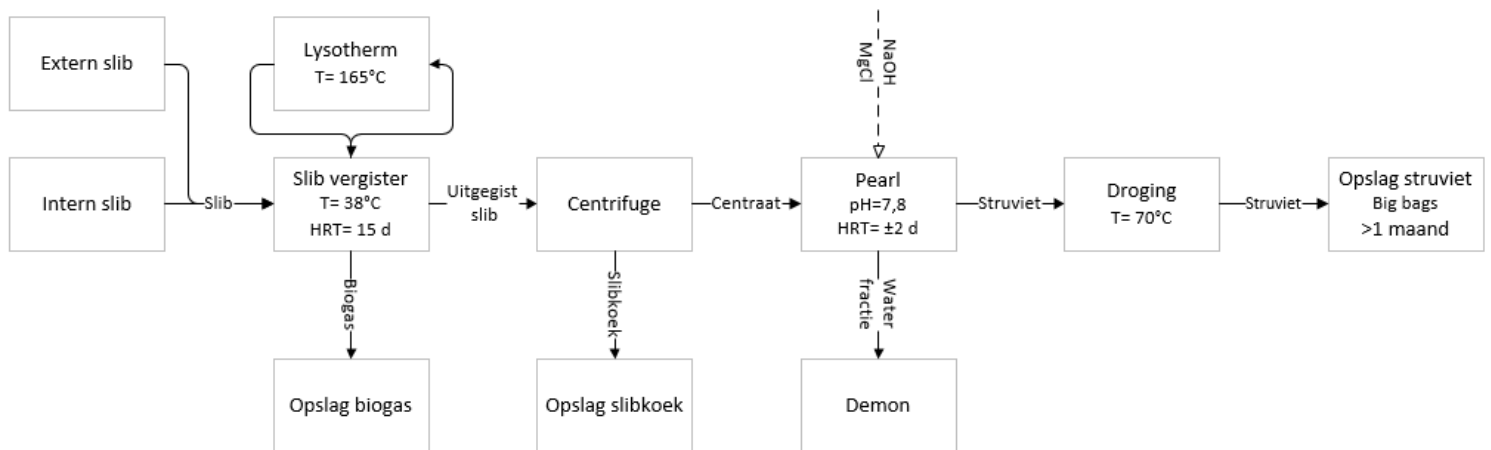 Extern slib
Lysotherm
T= 165°C
NaOH
MgCl
Intern slib
Slib
Slib vergister
T= 38°C
HRT= 15 d
Uitgegist
slib
Centrifuge
Centraat
Pearl
pH=7,8
HRT= ±2 d
Struviet
Droging
T= 70°C
Struviet
Opslag struviet
Big bags
>1 maand
Biogas
Slibkoek
Water
fractie
Opslag biogas
Opslag slibkoek
Demon